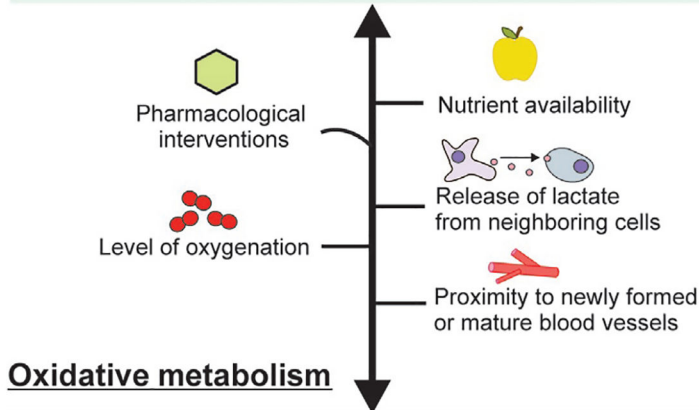 Pharmacological
interventions
Level of oxygenation
Nutrient availability
Release of lactate
from neighboring cells
Proximity to newly formed
or mature blood vessels
Oxidative metabolism